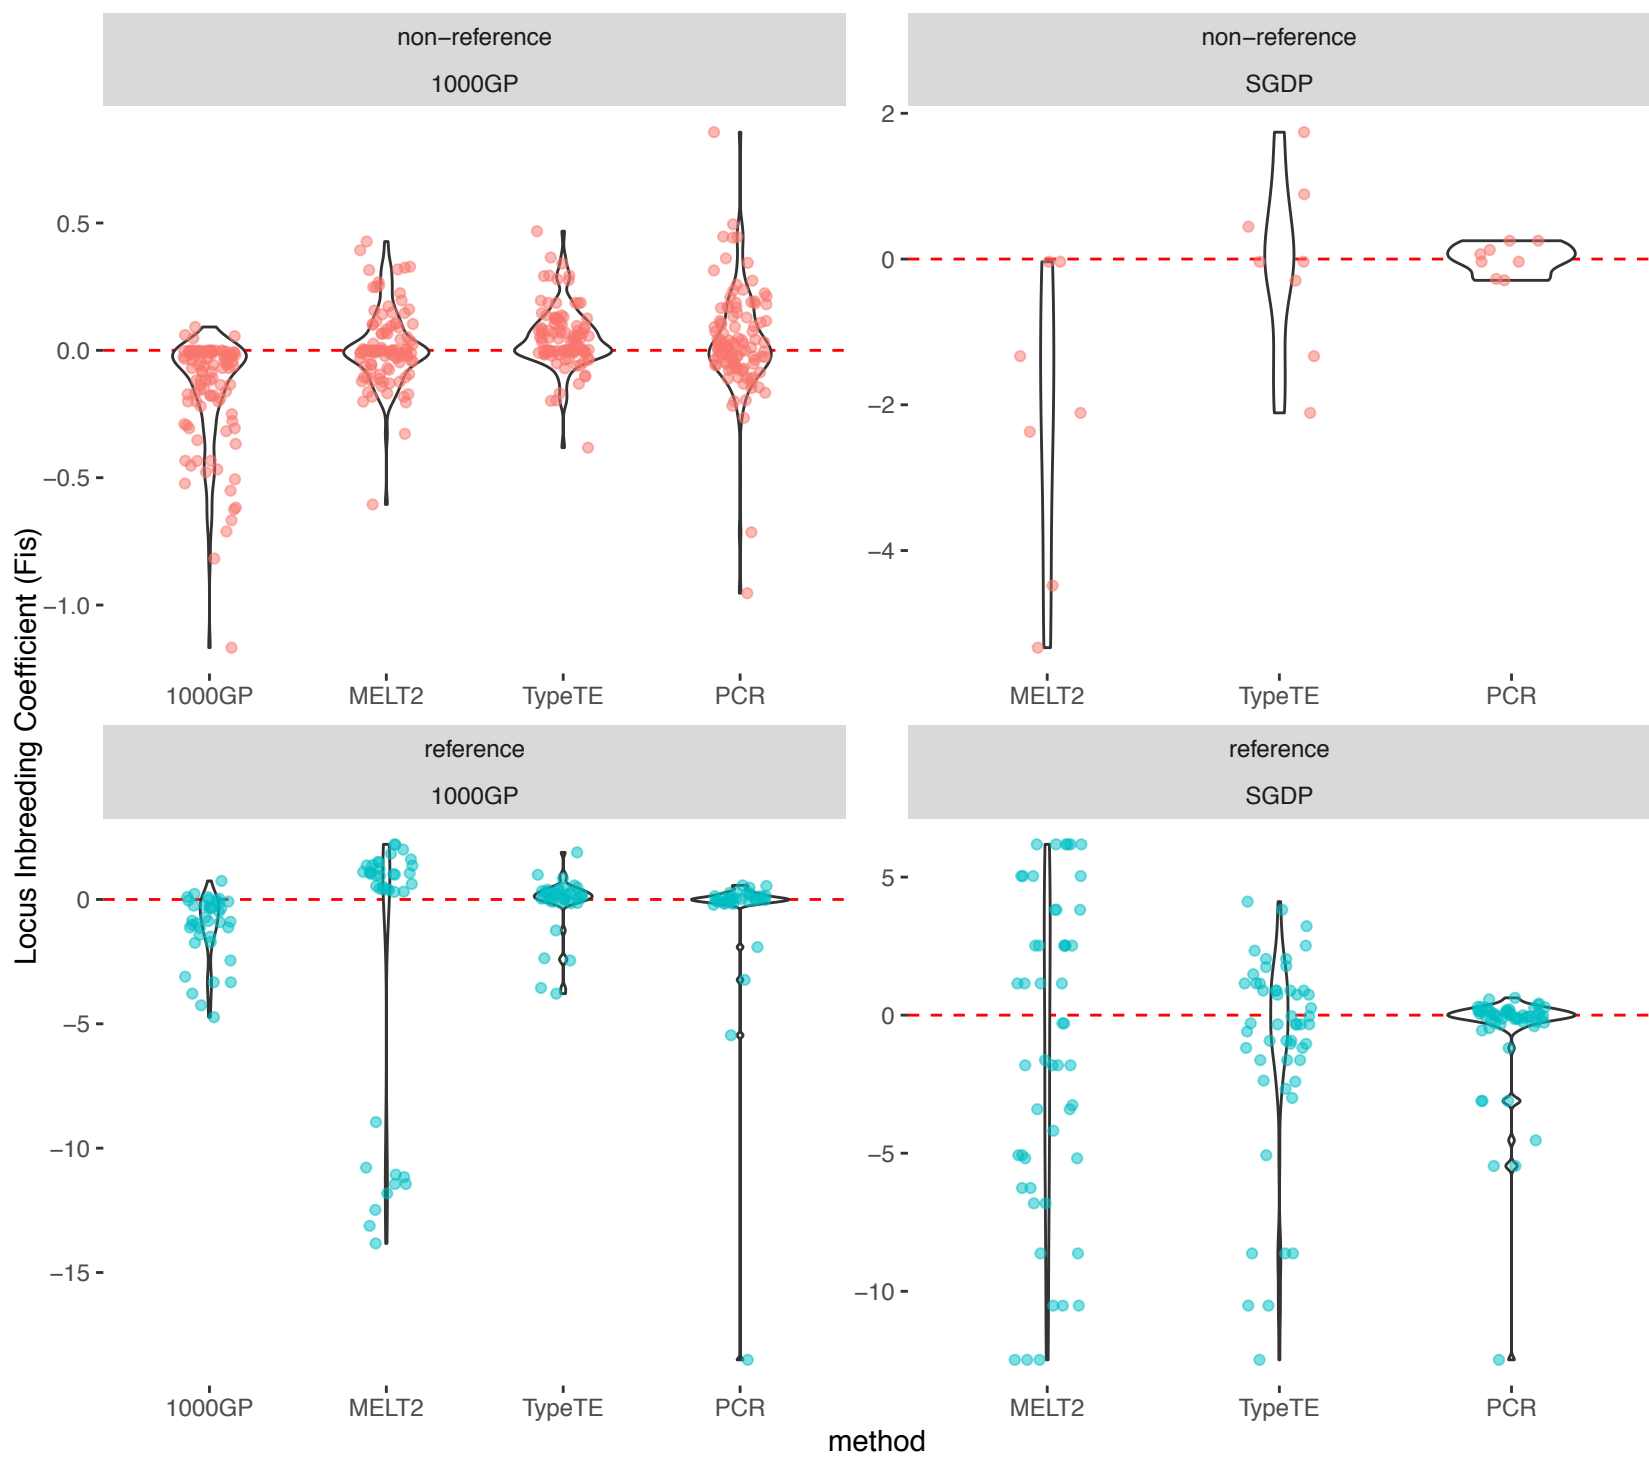 non−reference
1000GP
non−reference
SGDP
0.5
0.0
−0.5
−1.0
2
0
−2
−4
1000GP MELT2 TypeTE PCR
MELT2 TypeTE PCR
Locus Inbreeding Coefficient (Fis)
reference
1000GP
reference
SGDP
0
−5
−10
−15
5
0
−5
−10
1000GP MELT2 TypeTE PCR
MELT2 TypeTE PCR
method